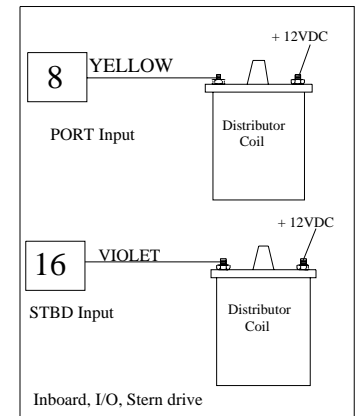 + 12VDC
8
YELLOW
PORT Input
Distributor
Coil
+ 12VDC
16
VIOLET
STBD Input
Distributor
Coil
Inboard, I/O, Stern drive